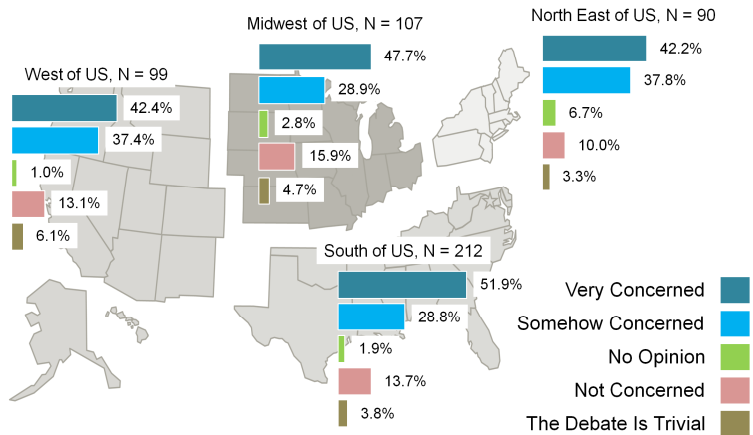 Midwest of US, N = 107
47.7%
28.9%
2.8%
15.9%
4.7%
North East of US, N = 90
42.2%
37.8%
6.7%
10.0%
3.3%
West of US, N = 99
42.4%
37.4%
1.0%
13.1%
6.1%
South of US, N = 212
51.9%
28.8%
1.9%
13.7%
3.8%
Very Concerned
Somehow Concerned
No Opinion
Not Concerned
The Debate Is Trivial